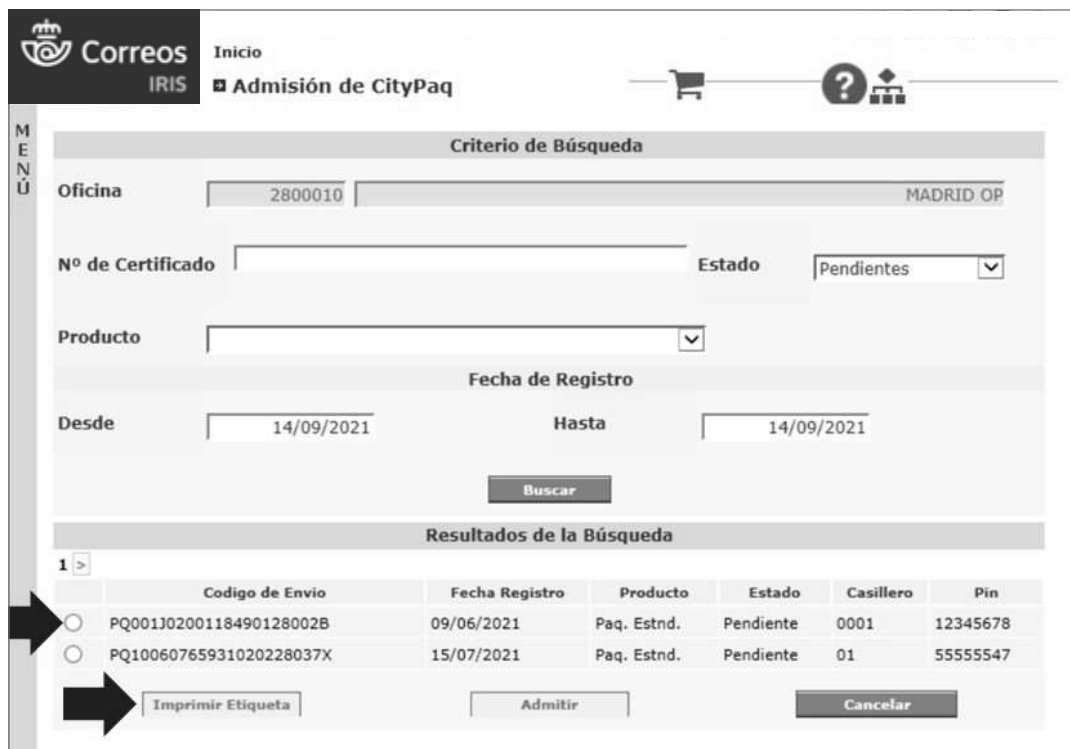 Correos
IRIS
Inicio
Admisión de CityPaq
?
MENÚ
Criterio de Búsqueda
Oficina 2800010 MADRID OP
Nº de Certificado Estado Pendientes
Producto
Fecha de Registro
Desde 14/09/2021 Hasta 14/09/2021
Buscar
Resultados de la Búsqueda
1 >
Codigo de Envio Fecha Registro Producto Estado Casillero Pin
PQ001J0200118490128002B 09/06/2021 Paq. Estnd. Pendiente 0001 12345678
PQ10060765931020228037X 15/07/2021 Paq. Estnd. Pendiente 01 55555547
Imprimir Etiqueta Admitir Cancelar